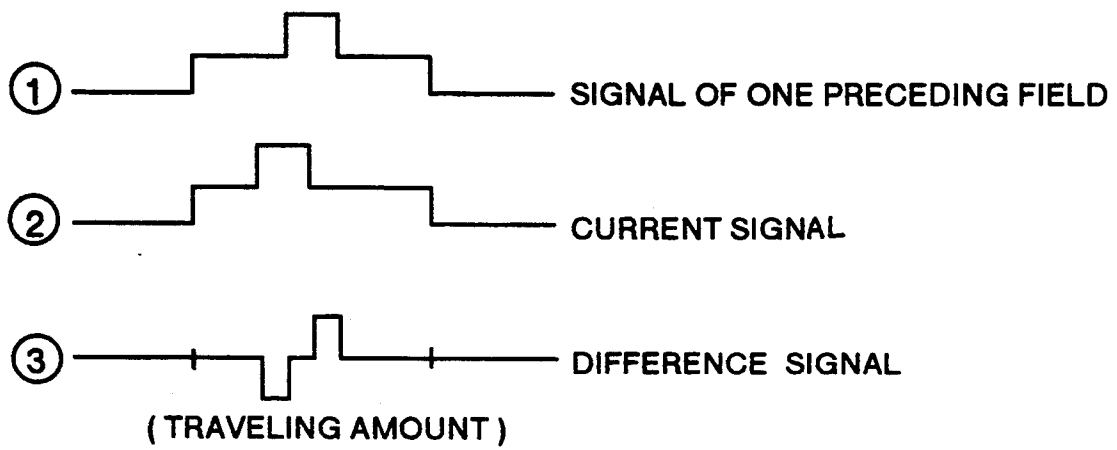 ① SIGNAL OF ONE PRECEDING FIELD
② CURRENT SIGNAL
③ DIFFERENCE SIGNAL
( TRAVELING AMOUNT )